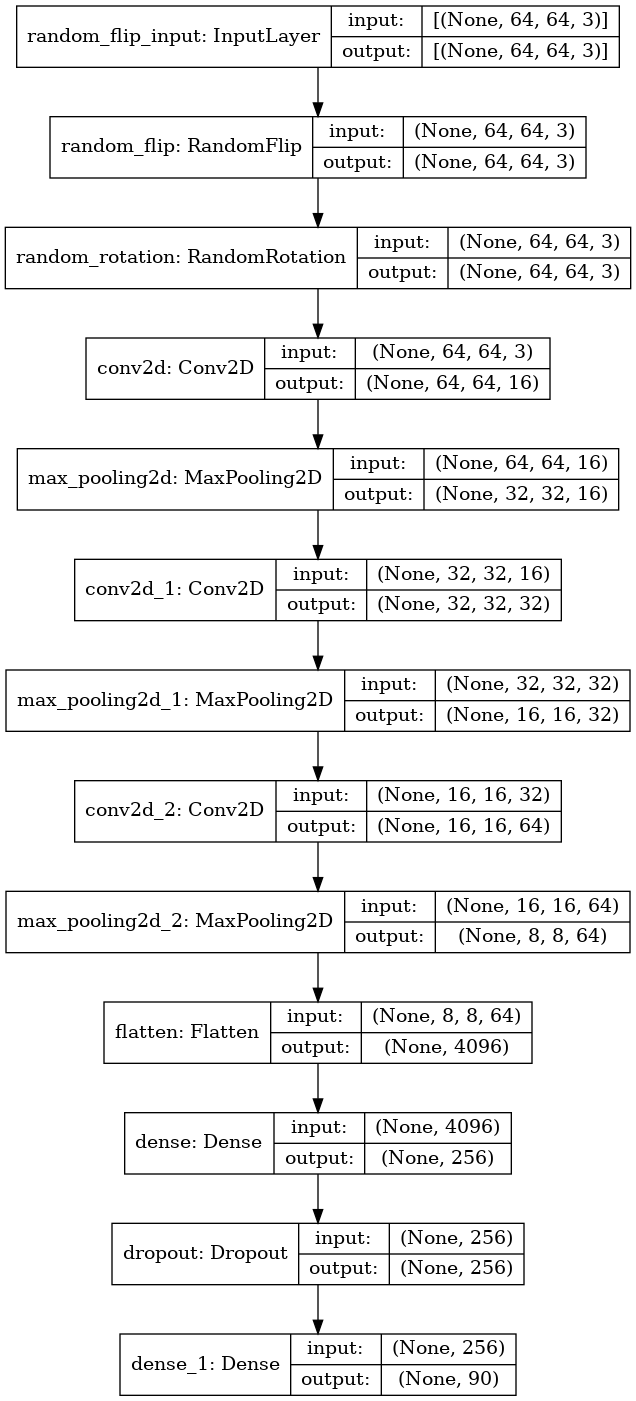 random_flip_input: InputLayer
input: [(None, 64, 64, 3)]
output: [(None, 64, 64, 3)]
random_flip: RandomFlip
input: (None, 64, 64, 3)
output: (None, 64, 64, 3)
random_rotation: RandomRotation
input: (None, 64, 64, 3)
output: (None, 64, 64, 3)
conv2d: Conv2D
input: (None, 64, 64, 3)
output: (None, 64, 64, 16)
max_pooling2d: MaxPooling2D
input: (None, 64, 64, 16)
output: (None, 32, 32, 16)
conv2d_1: Conv2D
input: (None, 32, 32, 16)
output: (None, 32, 32, 32)
max_pooling2d_1: MaxPooling2D
input: (None, 32, 32, 32)
output: (None, 16, 16, 32)
conv2d_2: Conv2D
input: (None, 16, 16, 32)
output: (None, 16, 16, 64)
max_pooling2d_2: MaxPooling2D
input: (None, 16, 16, 64)
output: (None, 8, 8, 64)
flatten: Flatten
input: (None, 8, 8, 64)
output: (None, 4096)
dense: Dense
input: (None, 4096)
output: (None, 256)
dropout: Dropout
input: (None, 256)
output: (None, 256)
dense_1: Dense
input: (None, 256)
output: (None, 90)